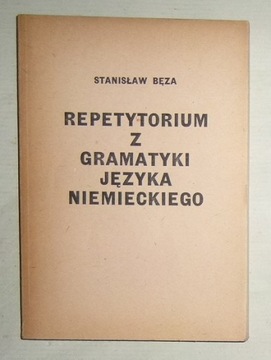 STANISŁAW BĘZA
REPETYTORIUM
Z
GRAMATYKI
JĘZYKA
NIEMIECKIEGO